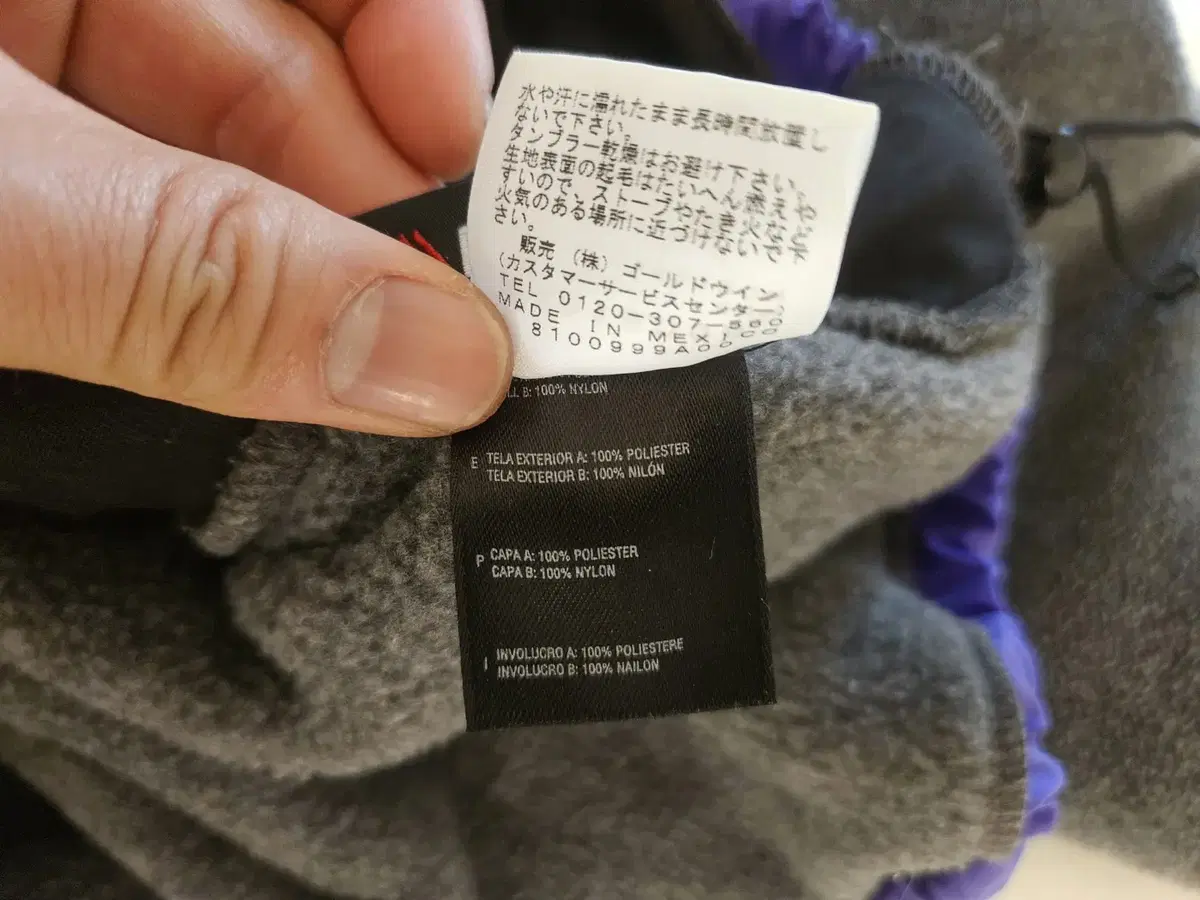 水や汗に濡れたまま長時間放置し
ないで下さい。
タンブラー乾燥はお避け下さい。
生地表面の起毛はたいへん燃えや
すいので、ストーブやたき火など
火気のある場所に近づけないで下
さい。
販売 (株) ゴールドウイン
(カスタマーサービスセンター)
TEL 0120-307-560
MADE IN
8100999A
B: 100% NYLON
E TELA EXTERIOR A: 100% POLIESTER
TELA EXTERIOR B: 100% NILÓN
P CAPA A: 100% POLIESTER
CAPA B: 100% NYLON
I INVOLUCRO A: 100% POLIESTERE
INVOLUCRO B: 100% NAILON